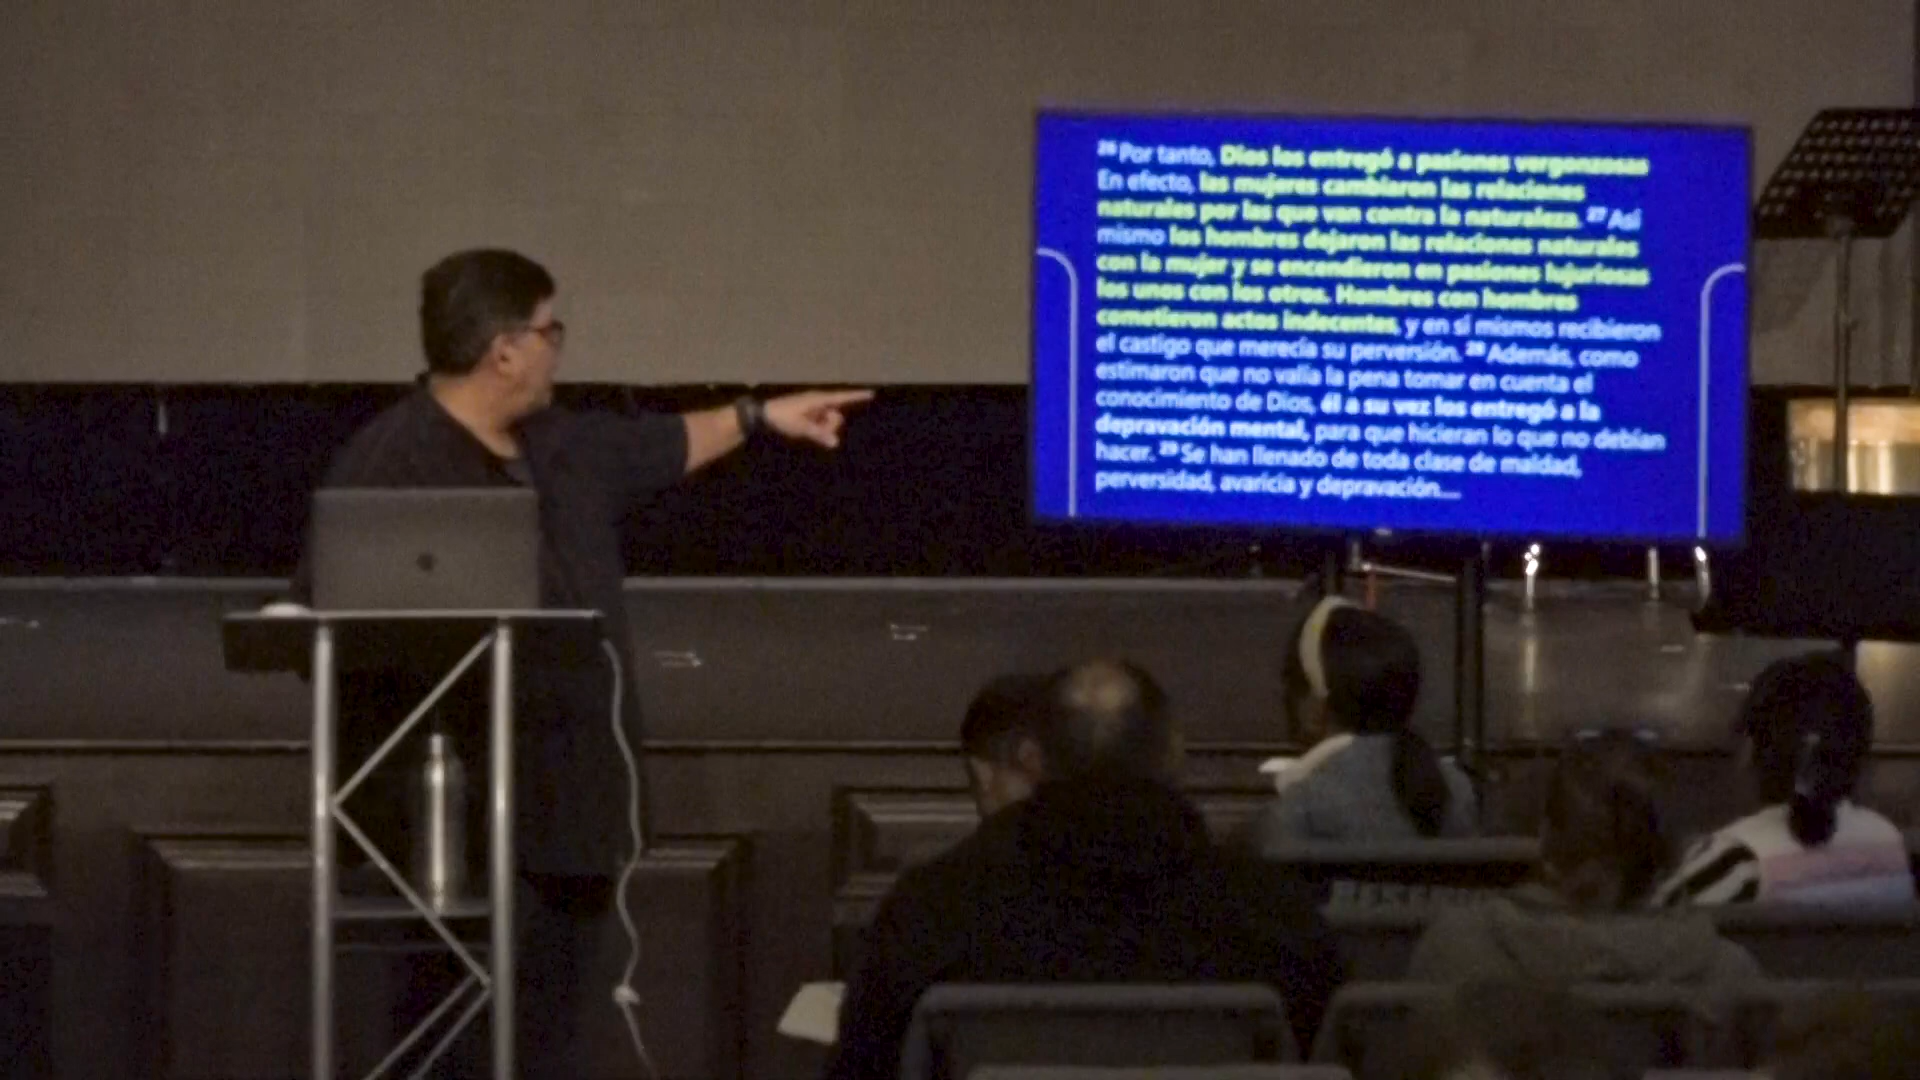 26 Por tanto, Dios los entregó a pasiones vergonzosas
En efecto, las mujeres cambiaron las relaciones
naturales por las que van contra la naturaleza. 27 Así
mismo los hombres dejaron las relaciones naturales
con la mujer y se encendieron en pasiones lujuriosas
los unos con los otros. Hombres con hombres
cometieron actos indecentes, y en sí mismos recibieron
el castigo que merecía su perversión. 28 Además, como
estimaron que no valía la pena tomar en cuenta el
conocimiento de Dios, él a su vez los entregó a la
depravación mental, para que hicieran lo que no debían
hacer. 29 Se han llenado de toda clase de maldad,
perversidad, avaricia y depravación....